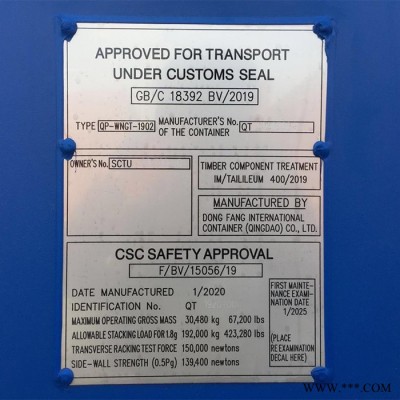 APPROVED FOR TRANSPORT
UNDER CUSTOMS SEAL
GB/C 18392 BV/2019
TYPE QP-WNGT-1902 MANUFACTURER'S No. OF THE CONTAINER QT
OWNER'S No. SCTU
TIMBER COMPONENT TREATMENT
IM/TAILILEUM 400/2019
MANUFACTURED BY
DONG FANG INTERNATIONAL
CONTAINER (QINGDAO) CO., LTD.
CSC SAFETY APPROVAL
F/BV/15056/19
DATE MANUFACTURED 1/2020
IDENTIFICATION No. QT
MAXIMUM OPERATING GROSS MASS 30,480 kg 67,200 lbs
ALLOWABLE STACKING LOAD FOR 1.8g 192,000 kg 423,280 lbs
TRANSVERSE RACKING TEST FORCE 150,000 newtons
SIDE-WALL STRENGTH (0.5Pg) 139,400 newtons
FIRST MAINTE-
NANCE EXAMI-
NATION DATE
1/2025
(PLACE
RE EXAMINATION
DECAL HERE)
www.***.com